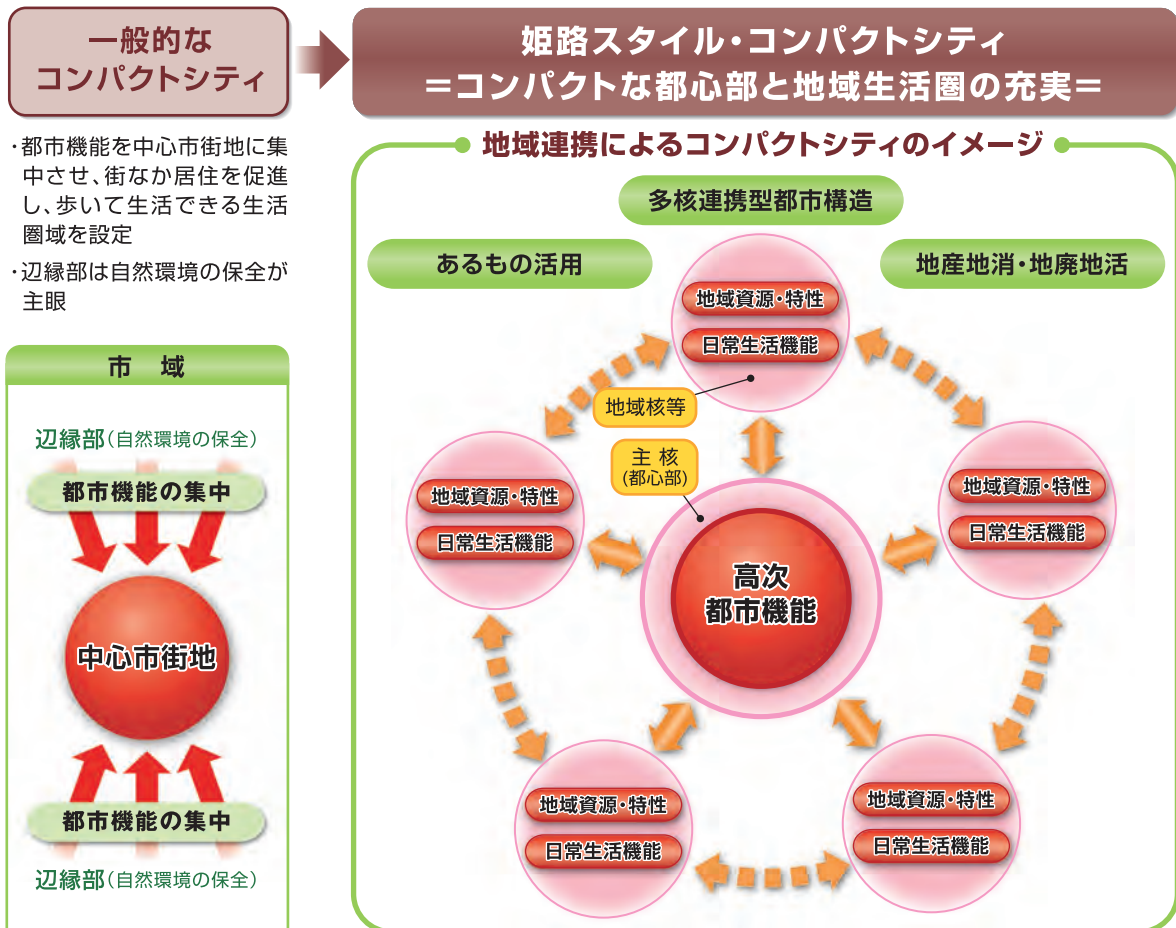 一般的な
コンパクトシティ
姫路スタイル・コンパクトシティ
＝コンパクトな都心部と地域生活圏の充実＝
・都市機能を中心市街地に集
中させ、街なか居住を促進
し、歩いて生活できる生活
圏域を設定
・辺縁部は自然環境の保全が
主眼
市　域
辺縁部(自然環境の保全)
都市機能の集中
中心市街地
都市機能の集中
辺縁部(自然環境の保全)
地域連携によるコンパクトシティのイメージ
多核連携型都市構造
あるもの活用
地産地消・地廃地活
地域資源・特性
日常生活機能
地域核等
主 核
(都心部)
地域資源・特性
日常生活機能
地域資源・特性
日常生活機能
高次
都市機能
地域資源・特性
日常生活機能
地域資源・特性
日常生活機能